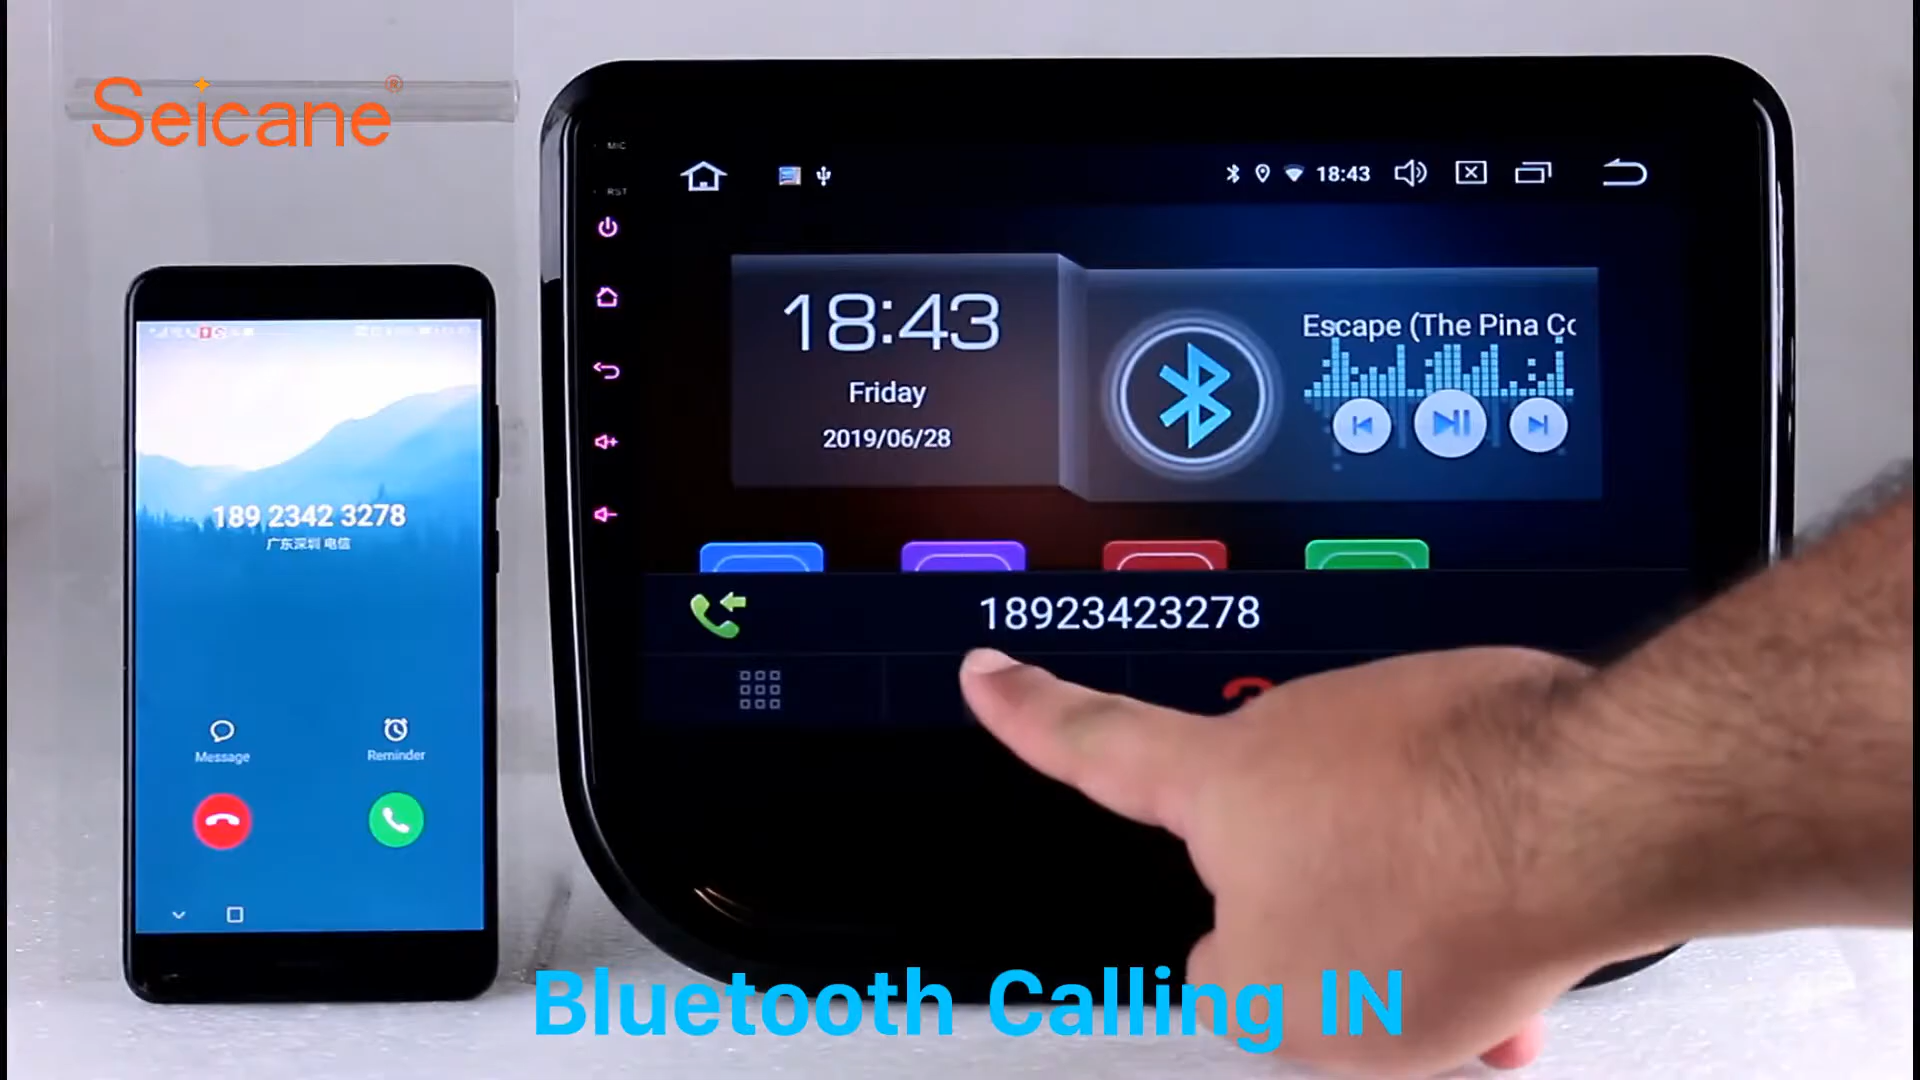 Seicane®
MIC
RST
18:43
18:43
Friday
2019/06/28
Escape (The Pina Co
18923423278
189 2342 3278
广东深圳 电信
Message
Reminder
Bluetooth Calling IN